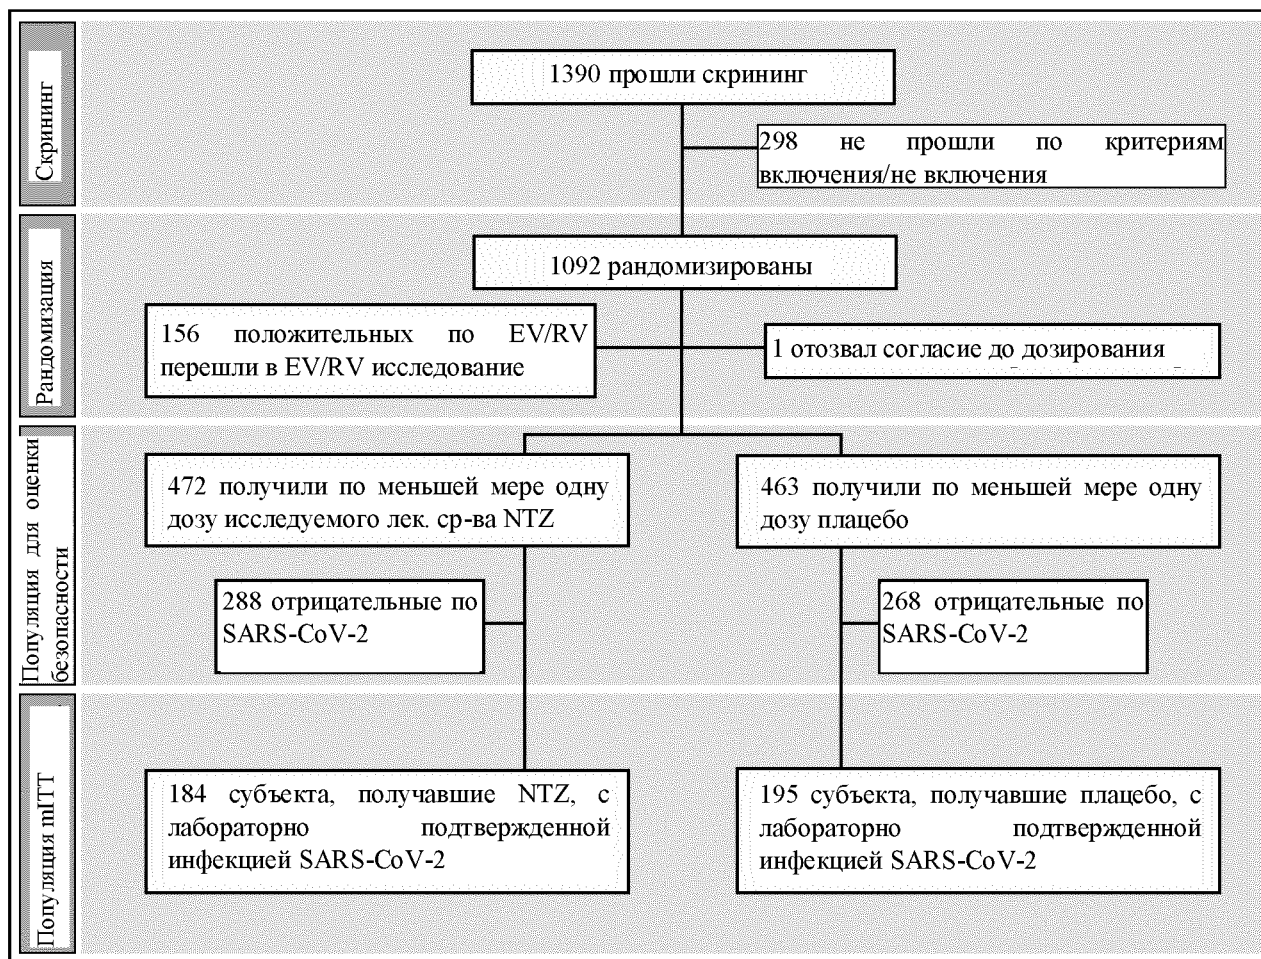 Скрининг
1390 прошли скрининг
298 не прошли по критериям
включения/не включения
Рандомизация
1092 рандомизированы
156 положительных по EV/RV
перешли в EV/RV исследование
1 отозвал согласие до дозирования
Популяция для оценки
безопасности
472 получили по меньшей мере одну
дозу исследуемого лек. ср-ва NTZ
463 получили по меньшей мере одну
дозу плацебо
288 отрицательные по
SARS-CoV-2
268 отрицательные по
SARS-CoV-2
Популяция mITT
184 субъекта, получавшие NTZ, с
лабораторно подтвержденной
инфекцией SARS-CoV-2
195 субъекта, получавшие плацебо, с
лабораторно подтвержденной
инфекцией SARS-CoV-2